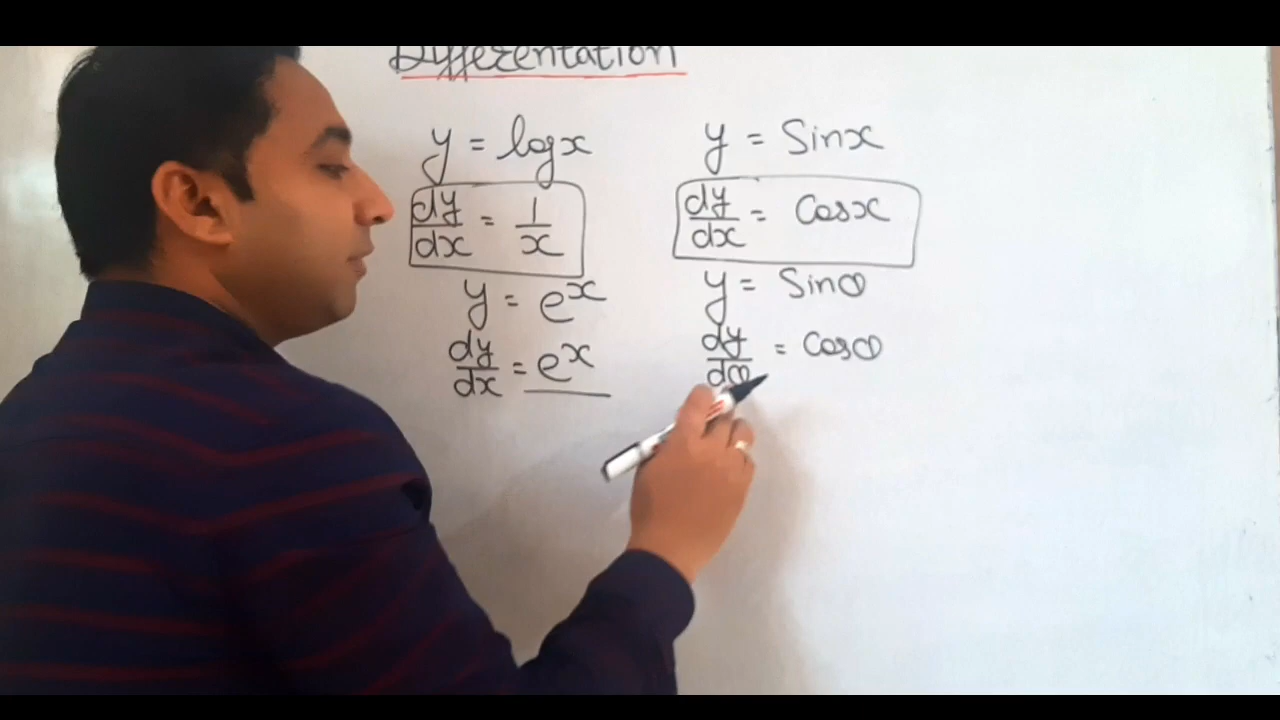 Differentation
y = logx
dy/dx = 1/x
y = e^x
dy/dx = e^x
y = Sinx
dy/dx = Cosx
y = Sinθ
dy/dθ = Cosθ